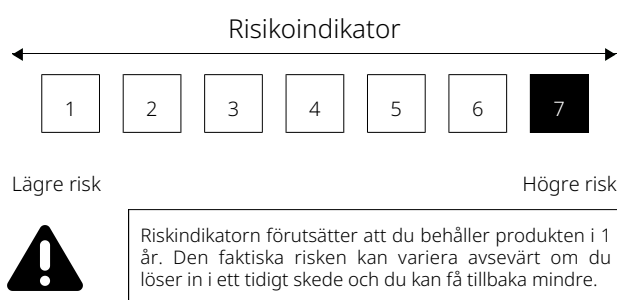 Risikoindikator
1 2 3 4 5 6 7
Lägre risk Högre risk
Riskindikatorn förutsätter att du behåller produkten i 1
år. Den faktiska risken kan variera avsevärt om du
löser in i ett tidigt skede och du kan få tillbaka mindre.